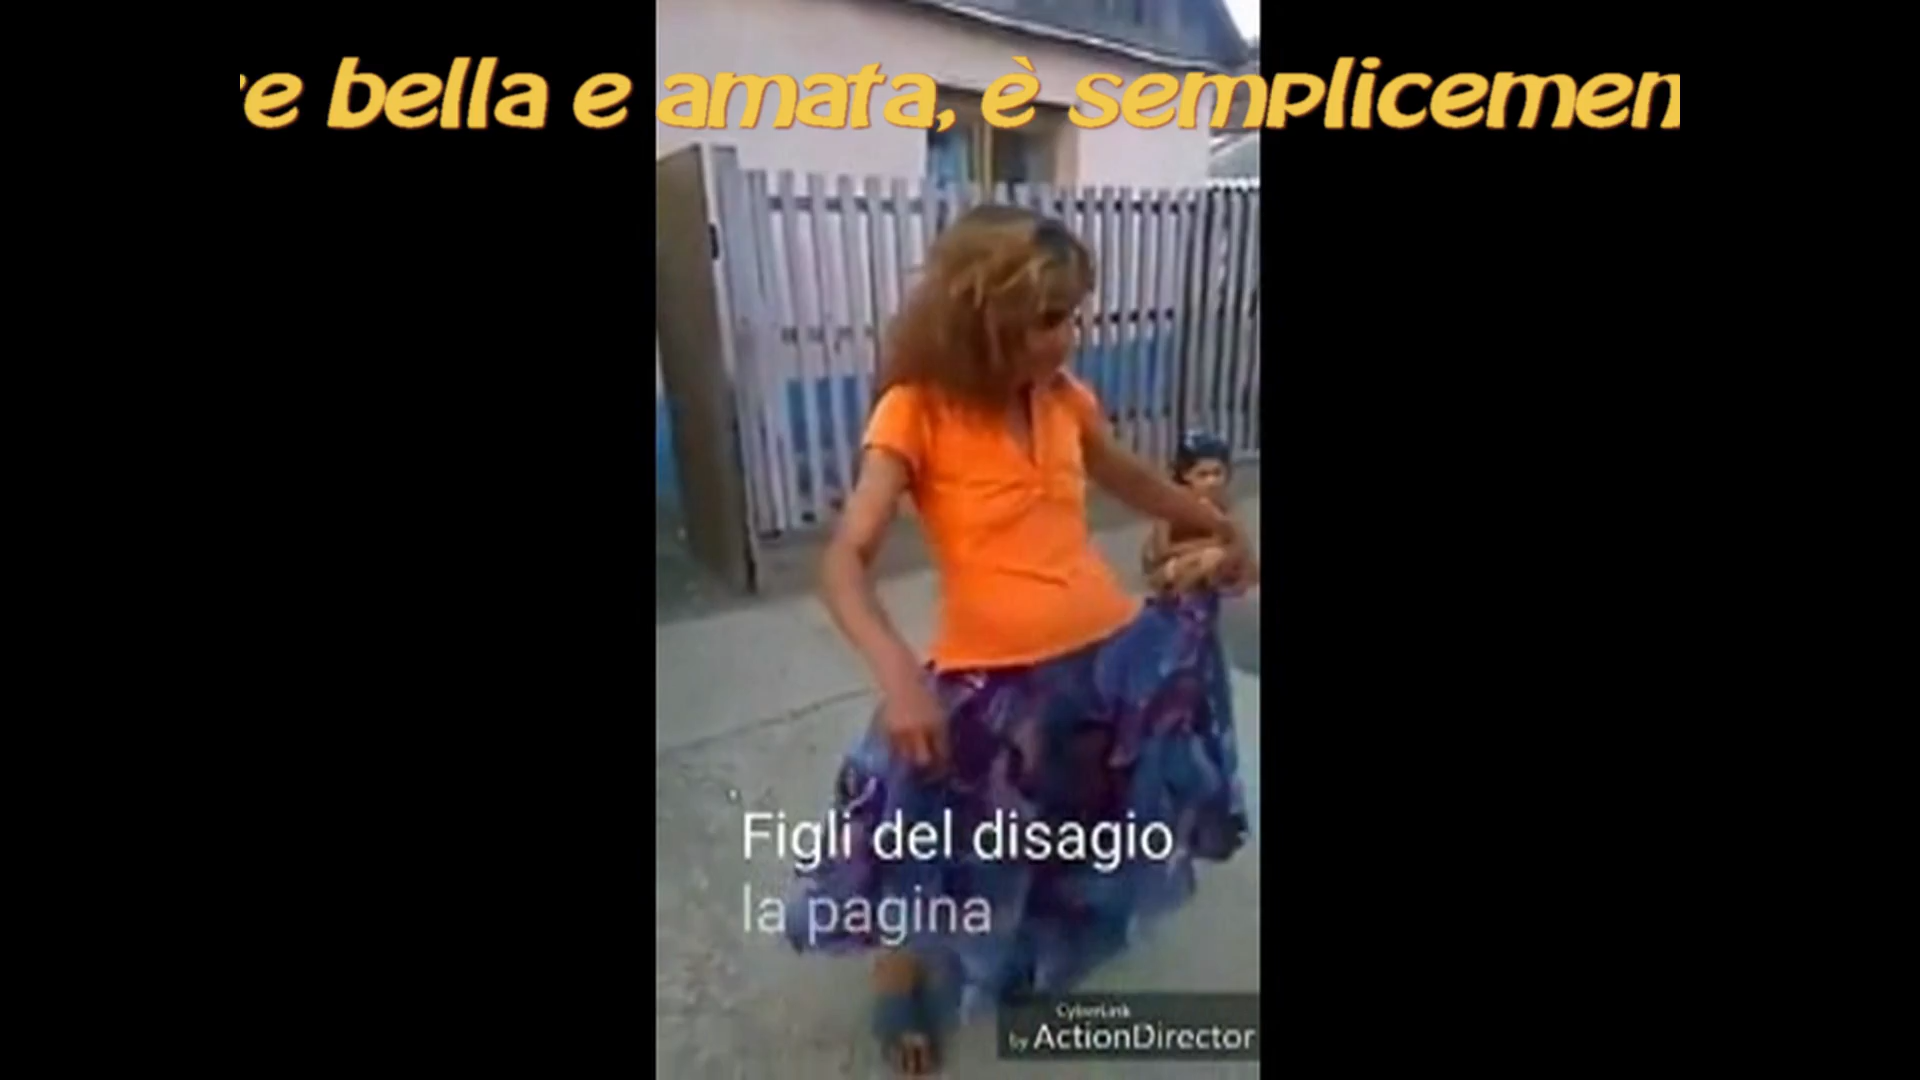 e bella e amata, è semplicemen
Figli del disagio
la pagina
CyberLink
by ActionDirector